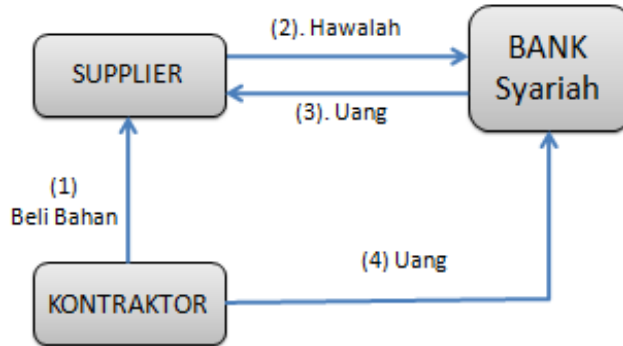 (2). Hawalah
BANK
Syariah
SUPPLIER
(3). Uang
(1)
Beli Bahan
(4) Uang
KONTRAKTOR